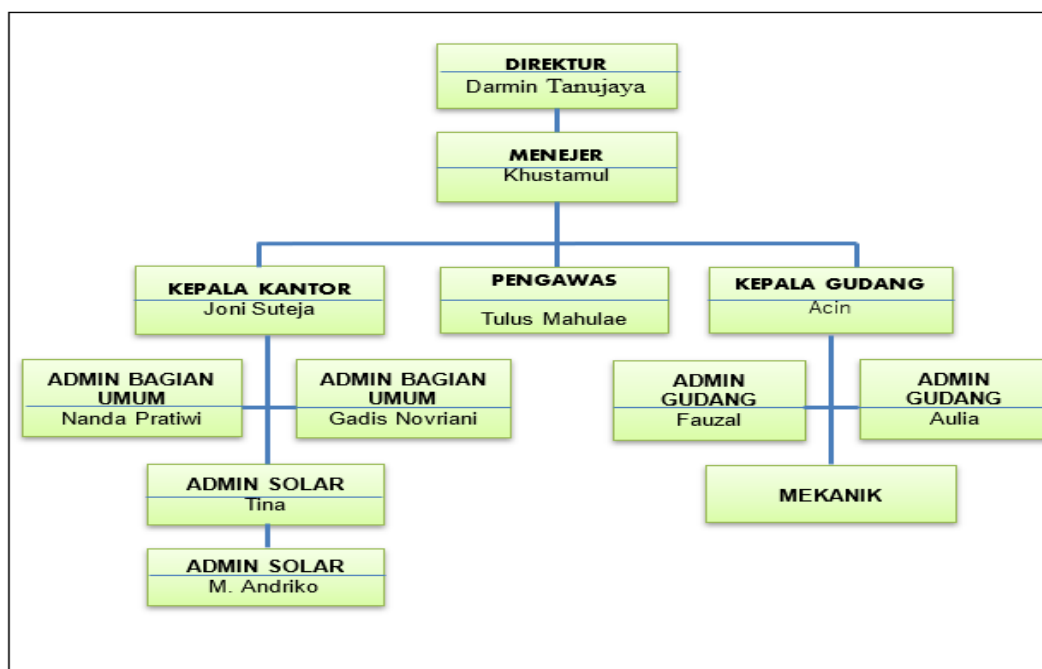 DIREKTUR
Darmin Tanujaya
MENEJER
Khustamul
KEPALA KANTOR
Joni Suteja
PENGAWAS
Tulus Mahulae
KEPALA GUDANG
Acin
ADMIN BAGIAN
UMUM
Nanda Pratiwi
ADMIN BAGIAN
UMUM
Gadis Novriani
ADMIN
GUDANG
Fauzal
ADMIN
GUDANG
Aulia
ADMIN SOLAR
Tina
MEKANIK
ADMIN SOLAR
M. Andriko